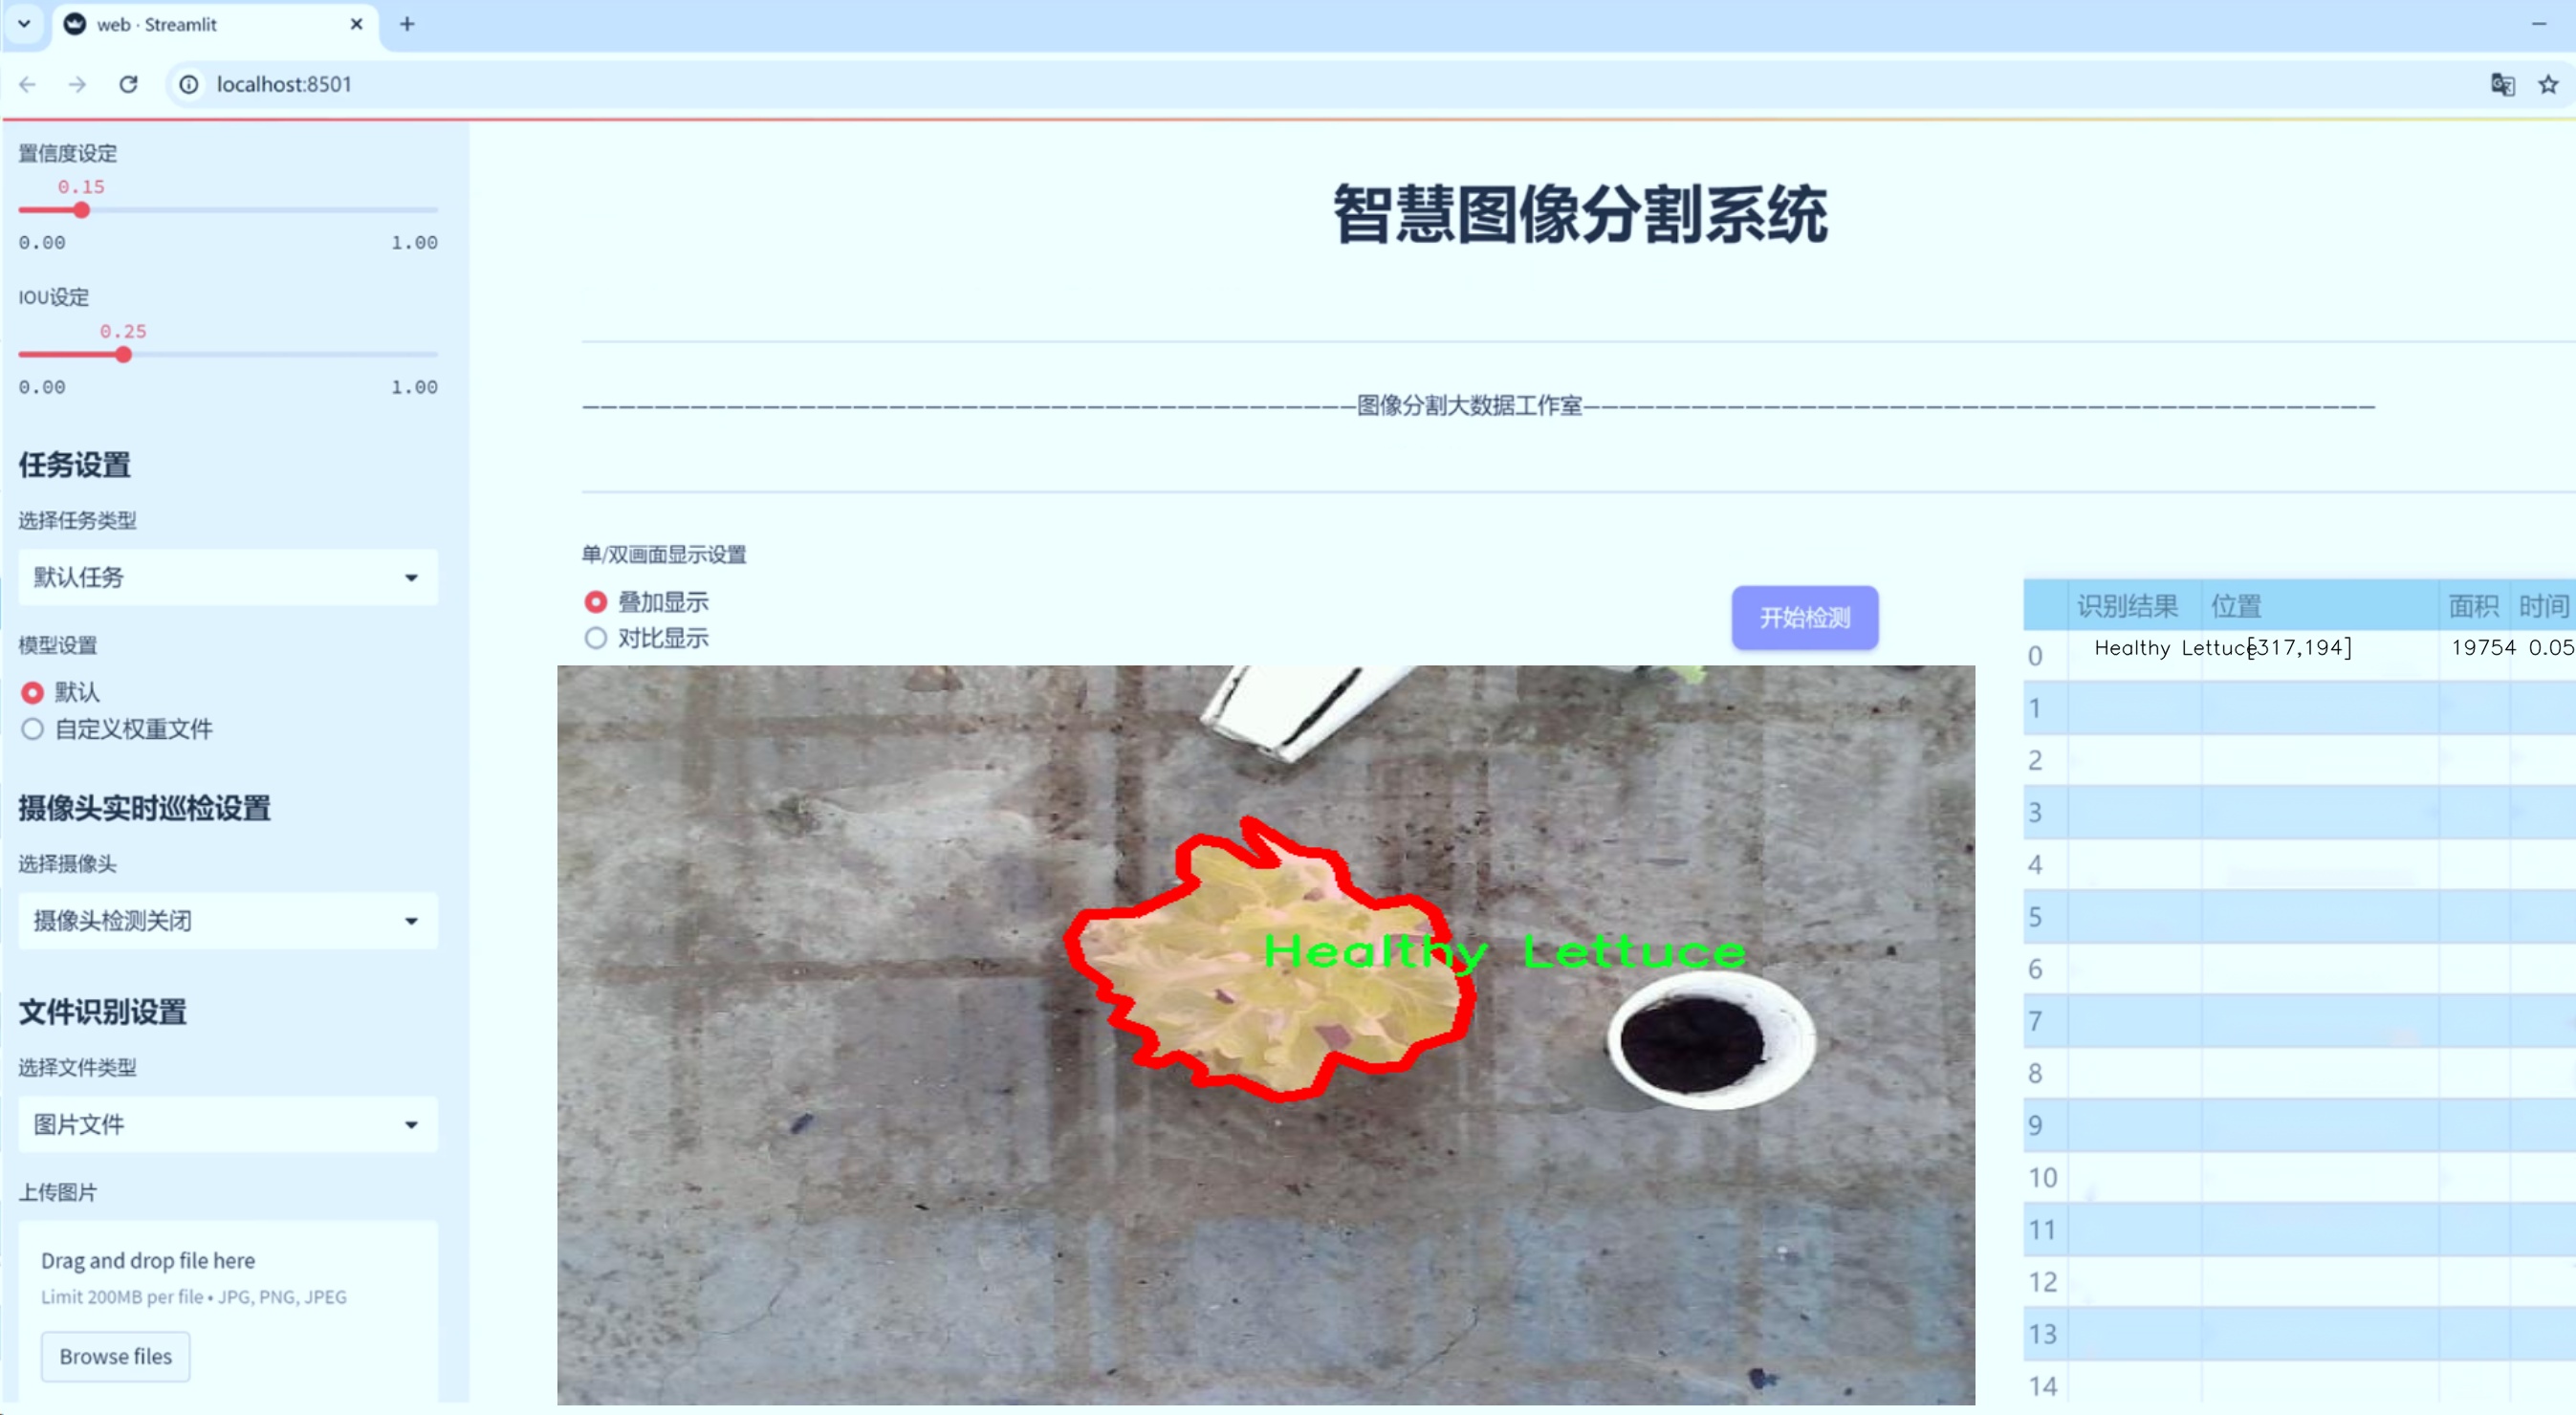 web · Streamlit
localhost:8501
置信度设定
0.15
0.00 1.00
IOU设定
0.25
0.00 1.00
任务设置
选择任务类型
默认任务
模型设置
默认
自定义权重文件
摄像头实时巡检设置
选择摄像头
摄像头检测关闭
文件识别设置
选择文件类型
图片文件
上传图片
Drag and drop file here
Limit 200MB per file • JPG, PNG, JPEG
Browse files
智慧图像分割系统
图像分割大数据工作室
单/双画面显示设置
叠加显示
对比显示
开始检测
Healthy Lettuce
识别结果 位置 面积 时间
0 Healthy Lettuce [317,194] 19754 0.05
1
2
3
4
5
6
7
8
9
10
11
12
13
14